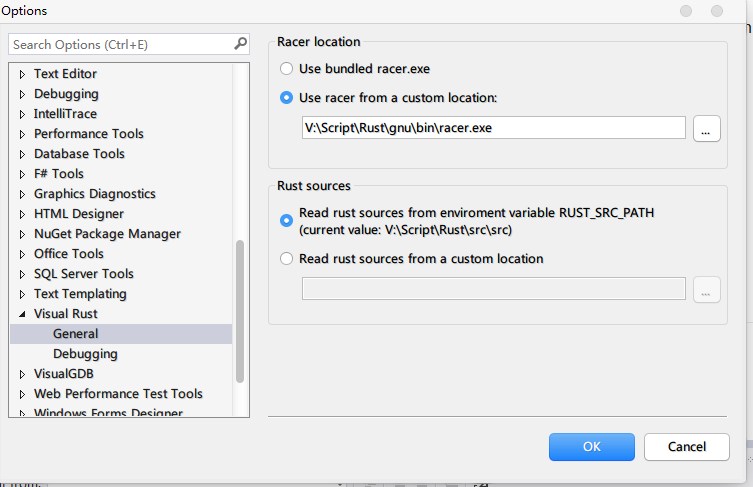 Options
Search Options (Ctrl+E)
Text Editor
Debugging
IntelliTrace
Performance Tools
Database Tools
F# Tools
Graphics Diagnostics
HTML Designer
NuGet Package Manager
Office Tools
SQL Server Tools
Text Templating
Visual Rust
General
Debugging
VisualGDB
Web Performance Test Tools
Windows Forms Designer
Racer location
Use bundled racer.exe
Use racer from a custom location:
V:\Script\Rust\gnu\bin\racer.exe
...
Rust sources
Read rust sources from enviroment variable RUST_SRC_PATH
(current value: V:\Script\Rust\src\src)
Read rust sources from a custom location
...
OK
Cancel